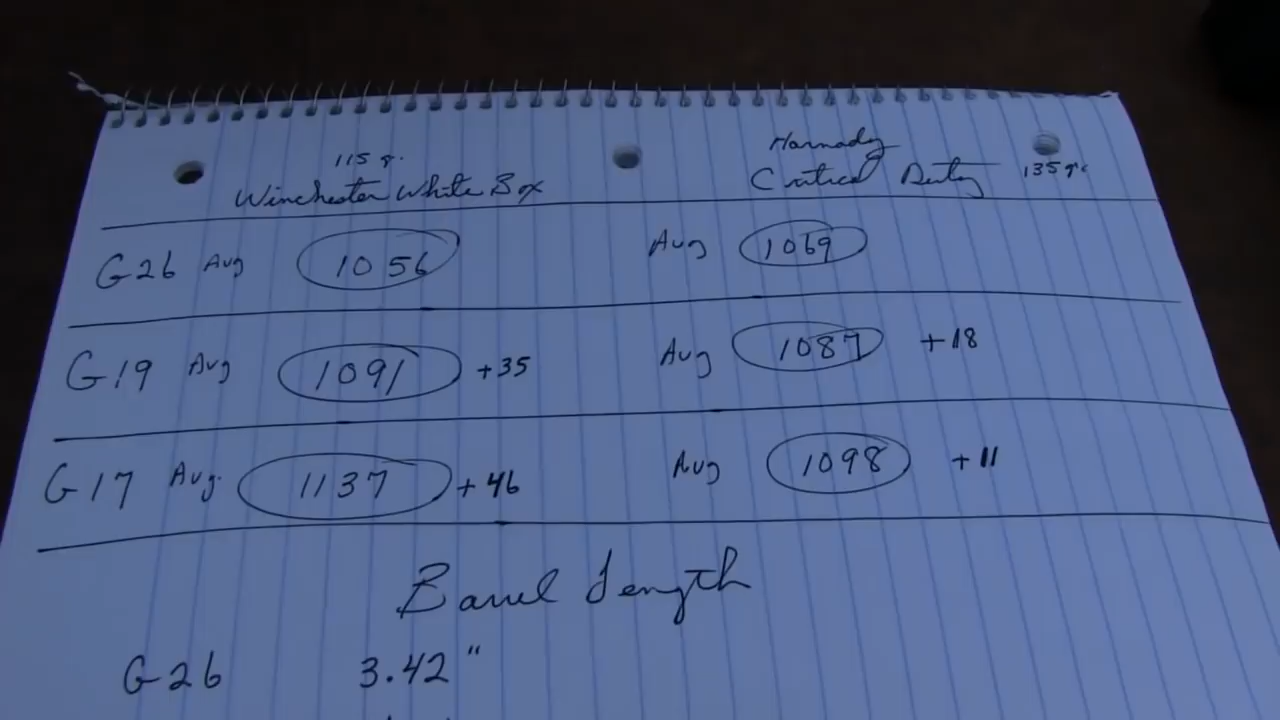 115 gr. Hornady
Winchester White Box Critical Duty 135 gr.
G26 Avg 1056 Avg 1069
G19 Avg 1091 +35 Avg 1087 +18
G17 Avg. 1137 +46 Avg 1098 +11
Barrel Length
G26 3.42"